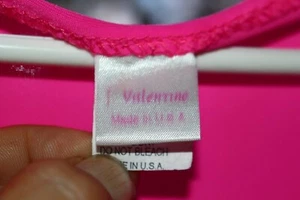 Valentine
Made in U.S.A
DO NOT BLEACH
E IN U.S.A.